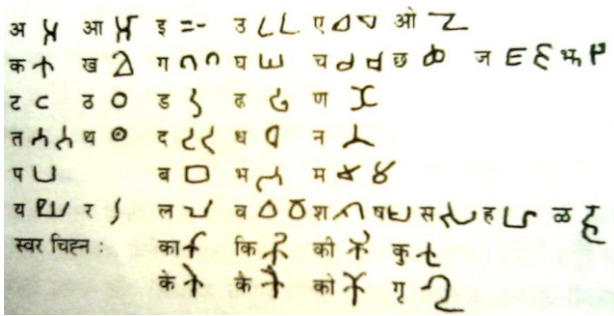 अ 𑀅 आ 𑀆 इ 𑀇 उ 𑀉 𑀉 ए 𑀏 𑀏 ओ 𑀑
क 𑀓 ख 𑀔 ग 𑀕 𑀕 घ 𑀖 च 𑀘 𑀘 छ 𑀙 ज 𑀚 𑀚 झ 𑀛
ट 𑀝 ठ 𑀞 ड 𑀟 ढ 𑀠 ण 𑀡
त 𑀢 𑀢 थ 𑀣 द 𑀤 𑀤 ध 𑀥 न 𑀦
प 𑀧 ब 𑀩 भ 𑀪 म 𑀫 𑀫
य 𑀬 र 𑀭 ल 𑀮 व 𑀯 𑀯 श 𑀰 ष 𑀱 स 𑀲 ह 𑀳 ळ 𑀴
स्वर चिह्न : का 𑀓𑀸 कि 𑀓𑀺 की 𑀓𑀻 कु 𑀓𑀼
के 𑀓𑁂 कै 𑀓𑁃 को 𑀓𑁄 गृ 𑀕𑀾